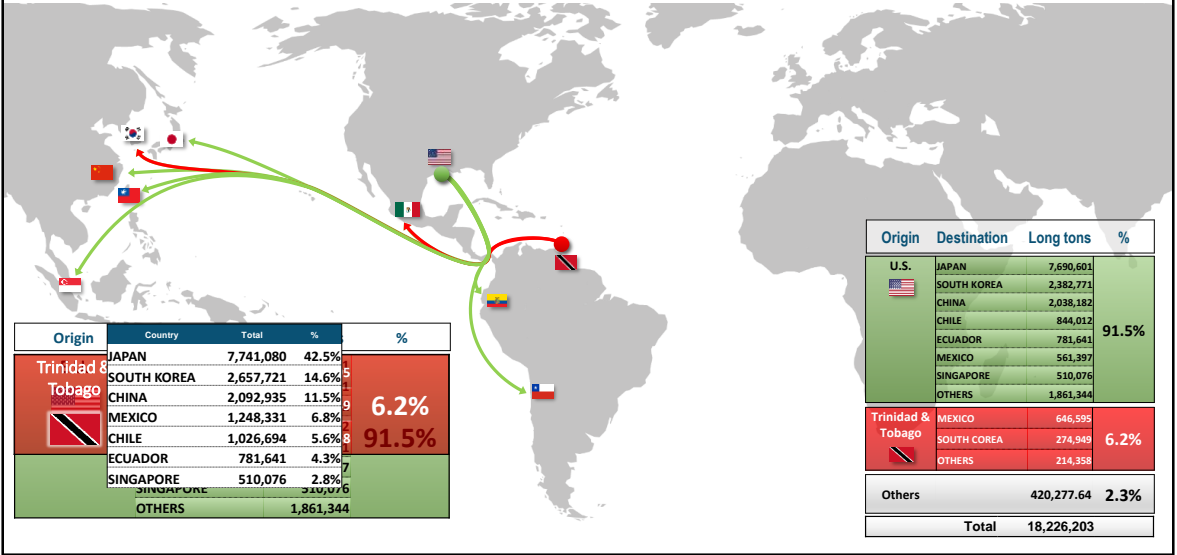 Origin Destination Long tons %
U.S. JAPAN 7,690,601
SOUTH KOREA 2,382,771
CHINA 2,038,182
CHILE 844,012
91.5%
ECUADOR 781,641
MEXICO 561,397
SINGAPORE 510,076
OTHERS 1,861,344
Trinidad & Tobago MEXICO 646,595
SOUTH COREA 274,949 6.2%
OTHERS 214,358
Others 420,277.64 2.3%
Total 18,226,203
Origin %
Country Total %
Trinidad &
Tobago
JAPAN 7,741,080 42.5%
SOUTH KOREA 2,657,721 14.6%
CHINA 2,092,935 11.5%
MEXICO 1,248,331 6.8%
CHILE 1,026,694 5.6%
ECUADOR 781,641 4.3%
SINGAPORE 510,076 2.8%
6.2%
91.5%
SINGAPORE 510,076
OTHERS 1,861,344